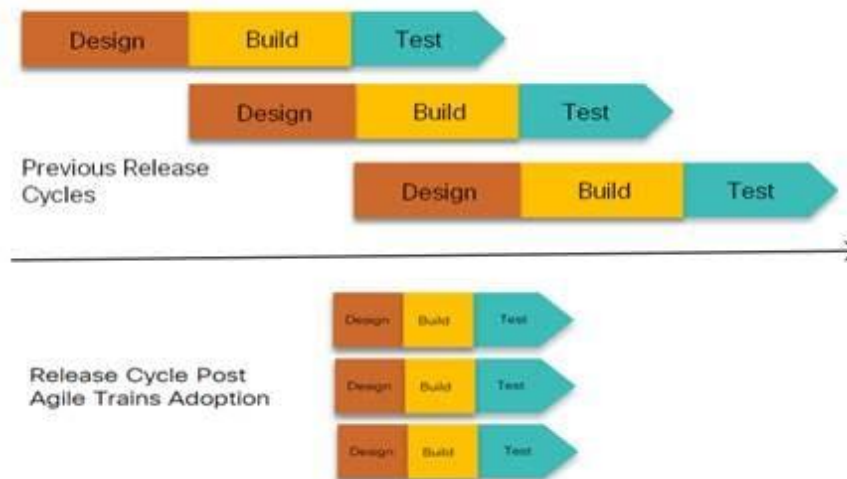 Design Build Test
Design Build Test
Previous Release
Cycles
Design Build Test
Design Build Test
Release Cycle Post
Agile Trains Adoption
Design Build Test
Design Build Test